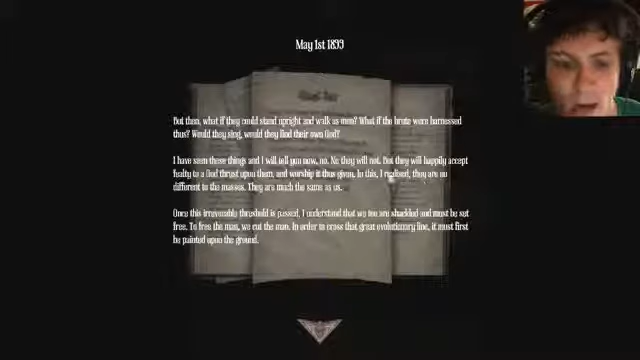 May 1st 1899
But then, what if they could stand upright and walk as men? What if the brute were harnessed
thus? Would they sing, would they find their own God?
I have seen these things and I will tell you now, no. No they will not. But they will happily accept
fealty to a God thrust upon them, and worship it thus given. In this, I realised, they are no
different to the masses. They are much the same as us.
Once this irrevocable threshold is passed, I understand that we too are shackled and must be set
free. To free the man, we cut the man. In order to cross that great evolutionary line, it must first
be painted upon the ground.